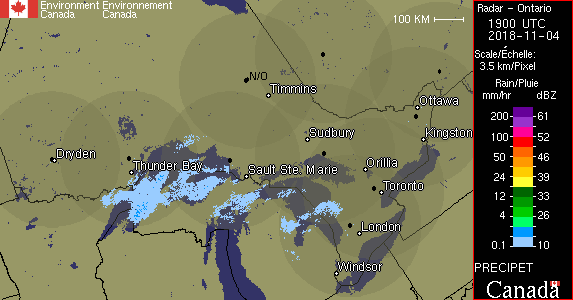 Environment Environnement
Canada Canada
100 KM
Radar - Ontario
1900 UTC
2018-11-04
Scale/Échelle:
3.5 km/Pixel
Rain/Pluie
mm/hr dBZ
200 61
100 52
50 46
24 39
12 33
4 26
0.1 10
PRECIPET
Canada
N/O
Timmins
Ottawa
Sudbury
Kingston
Dryden
Thunder Bay
Sault Ste. Marie
Orillia
Toronto
London
Windsor